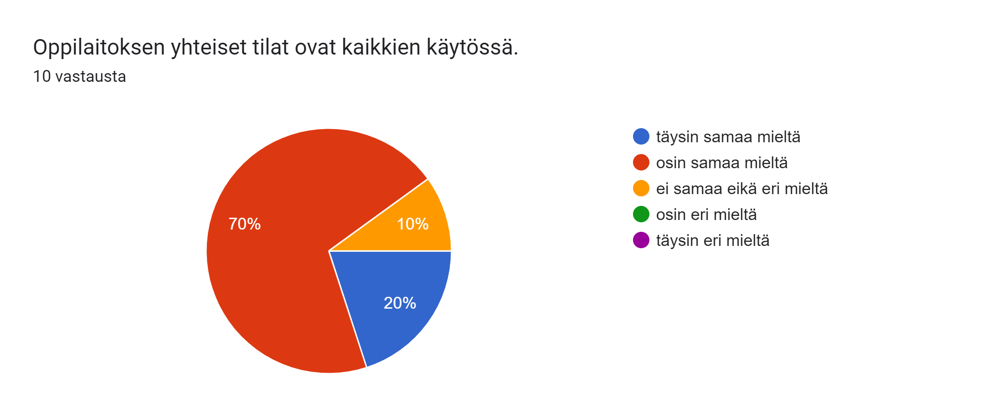 Oppilaitoksen yhteiset tilat ovat kaikkien käytössä.
10 vastausta
70%
10%
20%
täysin samaa mieltä
osin samaa mieltä
ei samaa eikä eri mieltä
osin eri mieltä
täysin eri mieltä